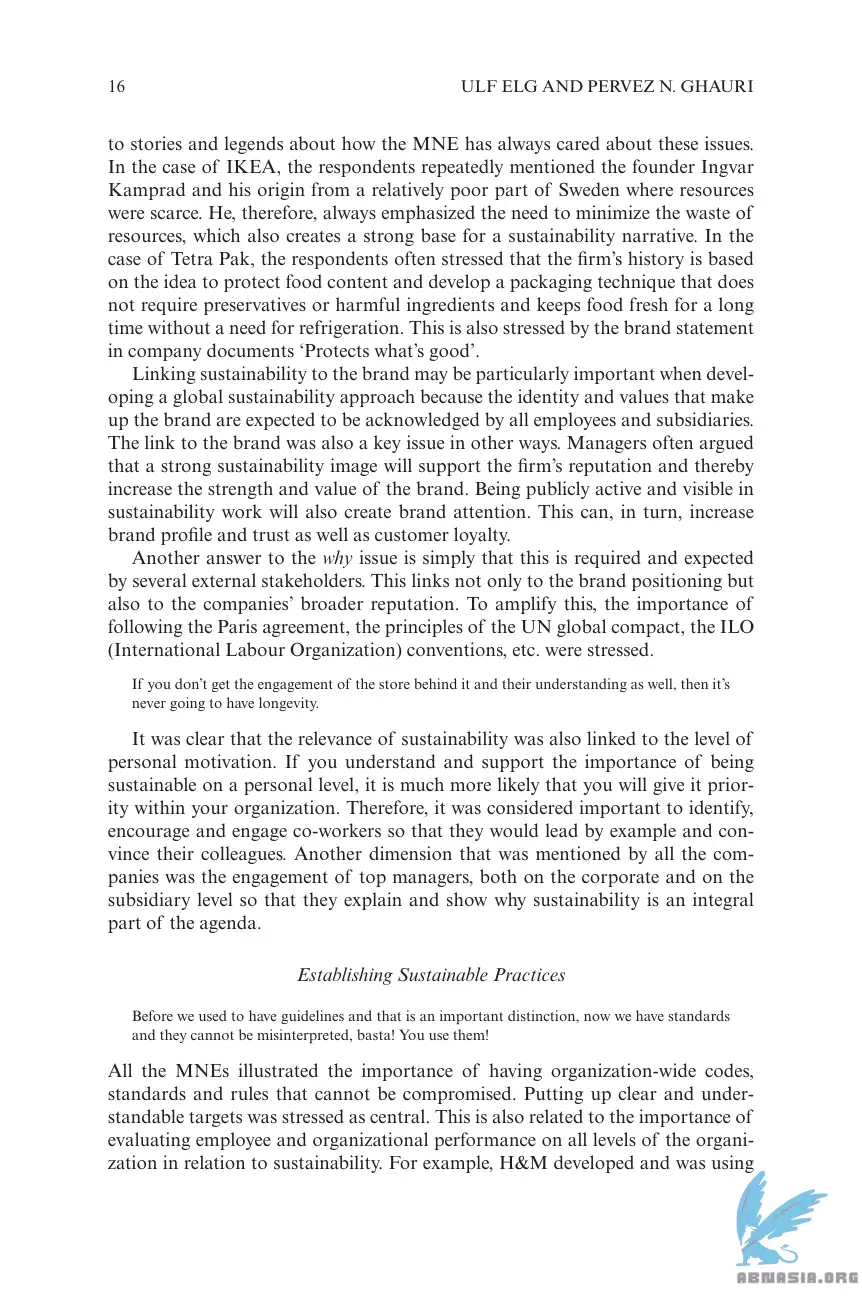 16
ULF ELG AND PERVEZ N. GHAURI
to stories and legends about how the MNE has always cared about these issues.
In the case of IKEA, the respondents repeatedly mentioned the founder Ingvar
Kamprad and his origin from a relatively poor part of Sweden where resources
were scarce. He, therefore, always emphasized the need to minimize the waste of
resources, which also creates a strong base for a sustainability narrative. In the
case of Tetra Pak, the respondents often stressed that the firm's history is based
on the idea to protect food content and develop a packaging technique that does
not require preservatives or harmful ingredients and keeps food fresh for a long
time without a need for refrigeration. This is also stressed by the brand statement
in company documents ‘Protects what's good’.
Linking sustainability to the brand may be particularly important when devel-
oping a global sustainability approach because the identity and values that make
up the brand are expected to be acknowledged by all employees and subsidiaries.
The link to the brand was also a key issue in other ways. Managers often argued
that a strong sustainability image will support the firm's reputation and thereby
increase the strength and value of the brand. Being publicly active and visible in
sustainability work will also create brand attention. This can, in turn, increase
brand profile and trust as well as customer loyalty.
Another answer to the why issue is simply that this is required and expected
by several external stakeholders. This links not only to the brand positioning but
also to the companies' broader reputation. To amplify this, the importance of
following the Paris agreement, the principles of the UN global compact, the ILO
(International Labour Organization) conventions, etc. were stressed.
If you don't get the engagement of the store behind it and their understanding as well, then it's
never going to have longevity.
It was clear that the relevance of sustainability was also linked to the level of
personal motivation. If you understand and support the importance of being
sustainable on a personal level, it is much more likely that you will give it prior-
ity within your organization. Therefore, it was considered important to identify,
encourage and engage co-workers so that they would lead by example and con-
vince their colleagues. Another dimension that was mentioned by all the com-
panies was the engagement of top managers, both on the corporate and on the
subsidiary level so that they explain and show why sustainability is an integral
part of the agenda.
Establishing Sustainable Practices
Before we used to have guidelines and that is an important distinction, now we have standards
and they cannot be misinterpreted, basta! You use them!
All the MNEs illustrated the importance of having organization-wide codes,
standards and rules that cannot be compromised. Putting up clear and under-
standable targets was stressed as central. This is also related to the importance of
evaluating employee and organizational performance on all levels of the organi-
zation in relation to sustainability. For example, H&M developed and was using
ABMASIA.ORG